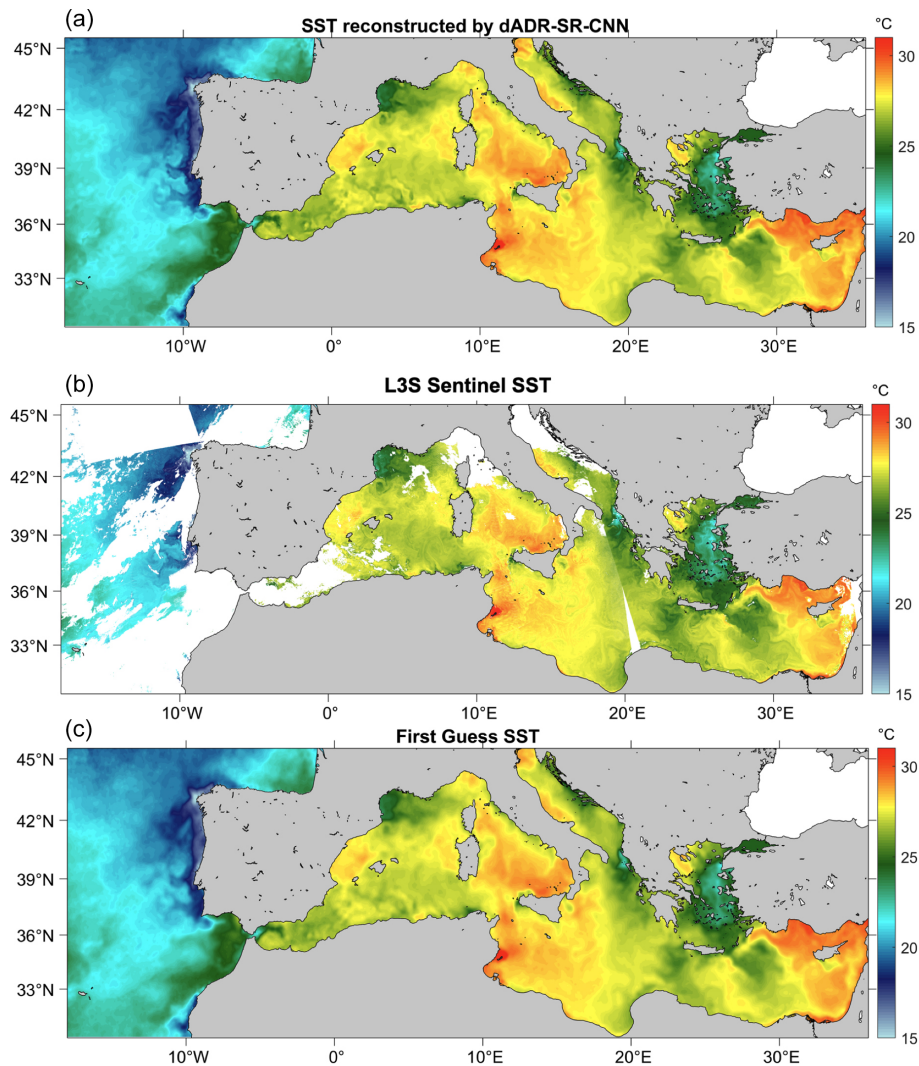 (a)
SST reconstructed by dADR-SR-CNN
°C
45°N
42°N
39°N
36°N
33°N
30
25
20
15
10°W
0°
10°E
20°E
30°E
(b)
L3S Sentinel SST
°C
45°N
42°N
39°N
36°N
33°N
30
25
20
15
10°W
0°
10°E
20°E
30°E
(c)
First Guess SST
°C
45°N
42°N
39°N
36°N
33°N
30
25
20
15
10°W
0°
10°E
20°E
30°E